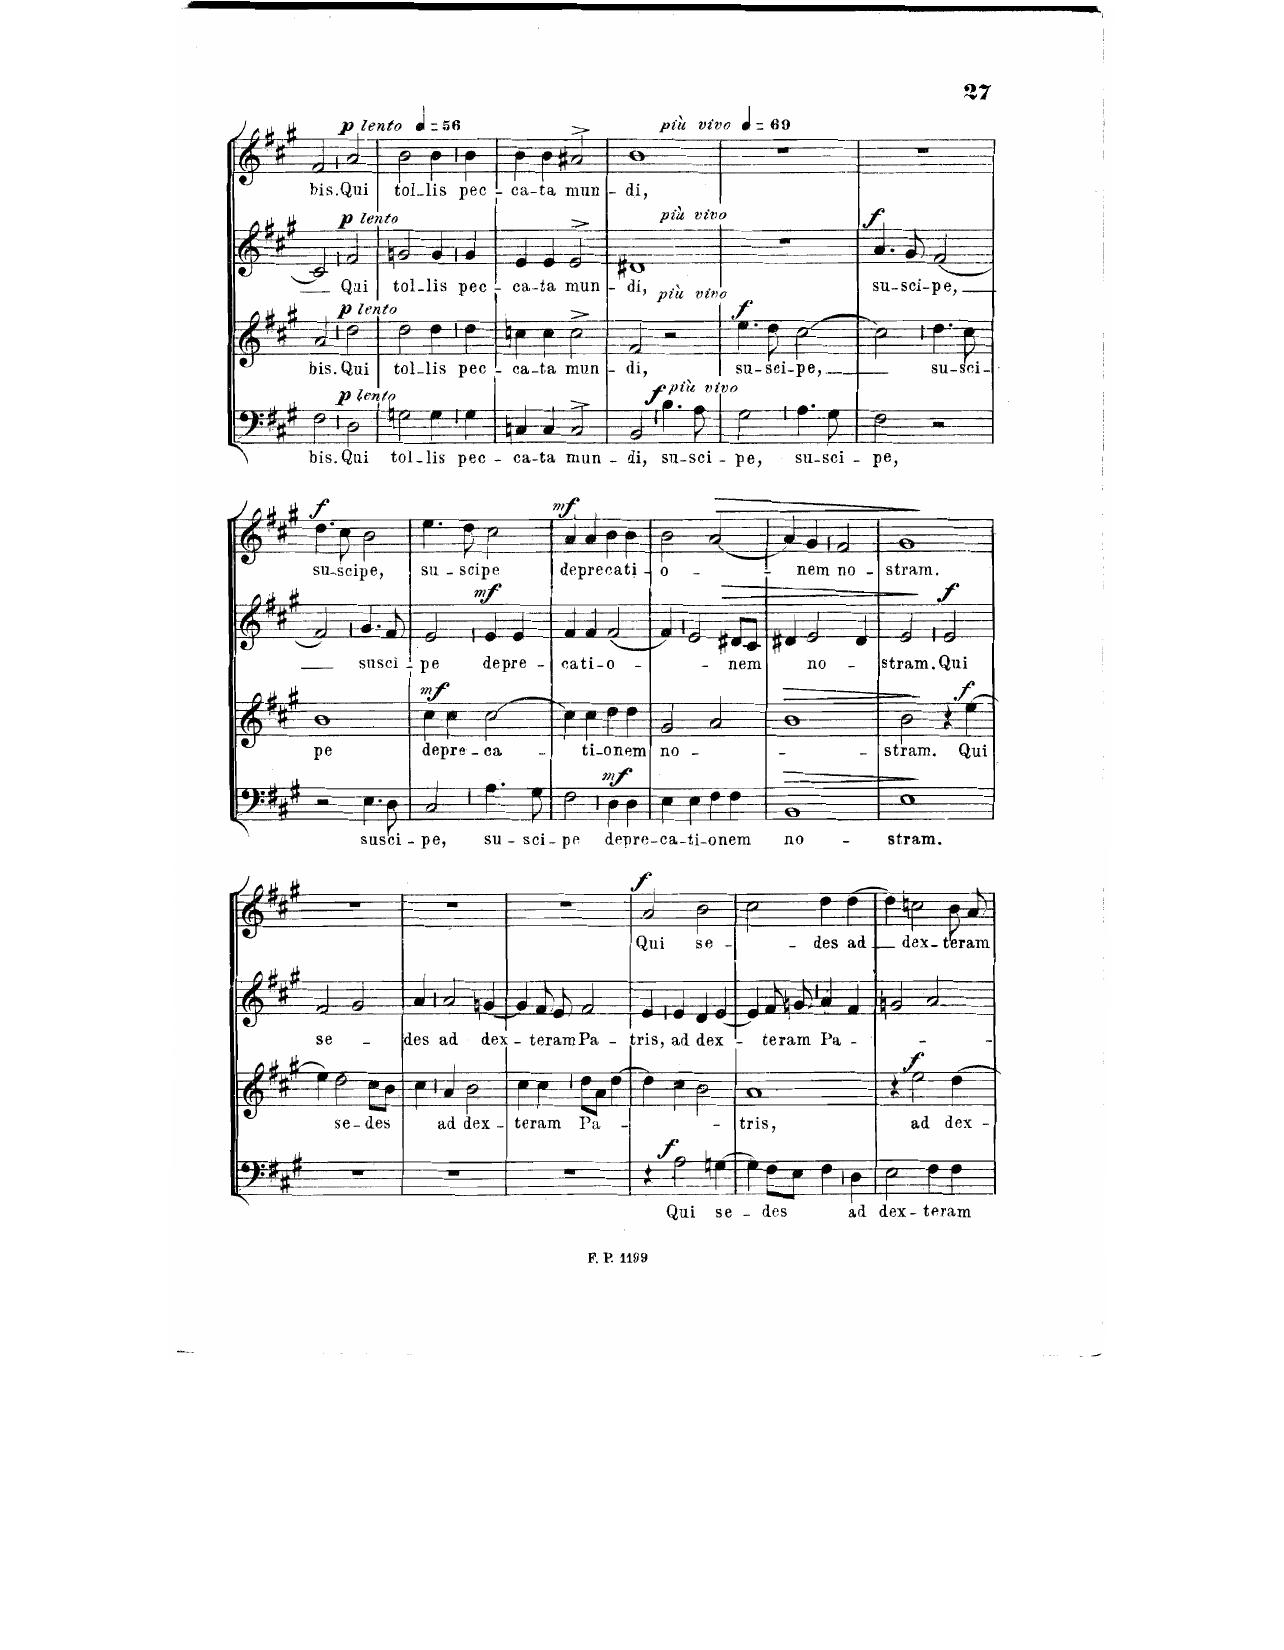 27
p lento ♩ = 56 più vivo ♩ = 69
bis. Qui tol-lis pec-ca-ta mun-di,
p lento più vivo f
Qui tol-lis pec-ca-ta mun-di, su-sci-pe,
p lento più vivo f
bis. Qui tol-lis pec-ca-ta mun-di, su-sci-pe, su-sci-
p lento f più vivo
bis. Qui tol-lis pec-ca-ta mun-di, su-sci-pe, su-sci-pe,
f mf
su-scipe, su-scipe deprecati-o-nem no-stram.
mf f
susci-pe depre-cati-o-nem no-stram. Qui
mf f
pe depre-ca-ti-onem no-stram. Qui
mf
susci-pe, su-sci-pe depre-ca-ti-onem no-stram.
f
Qui se-des ad dex-teram
se-des ad dex-teram Pa-tris, ad dex-teram Pa-
f
se-des ad dex-teram Pa-tris, ad dex-
f
Qui se-des ad dex-teram
F. P. 1199